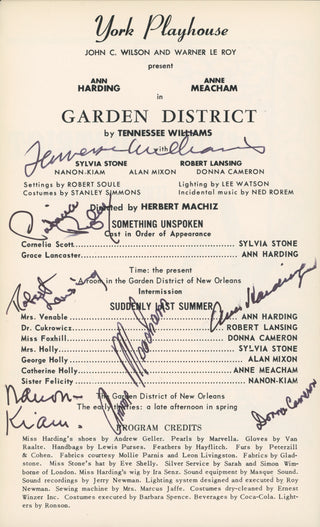 York Playhouse
JOHN C. WILSON AND WARNER LE ROY
present
ANN HARDING ANNE MEACHAM
in
GARDEN DISTRICT
by TENNESSEE WILLIAMS
Tennessee Williams
with
SYLVIA STONE ROBERT LANSING
NANON-KIAM ALAN MIXON DONNA CAMERON
Settings by ROBERT SOULE Lighting by LEE WATSON
Costumes by STANLEY SIMMONS Incidental music by NED ROREM
Directed by HERBERT MACHIZ
SOMETHING UNSPOKEN
Cast in Order of Appearance
Cornelia Scott SYLVIA STONE
Grace Lancaster ANN HARDING
Time: the present
A room in the Garden District of New Orleans
Robert Lansing
Intermission
Ann Harding
SUDDENLY LAST SUMMER
Mrs. Venable ANN HARDING
Dr. Cukrowicz ROBERT LANSING
Miss Foxhill DONNA CAMERON
Mrs. Holly SYLVIA STONE
George Holly ALAN MIXON
Catherine Holly ANNE MEACHAM
Sister Felicity NANON-KIAM
Anne Meacham
Nanon-Kiam.
Donna Cameron
The Garden District of New Orleans
The early thirties: a late afternoon in spring
PROGRAM CREDITS
Miss Harding's shoes by Andrew Geller. Pearls by Marvella. Gloves by Van
Raalte. Handbags by Lewis Purses. Feathers by Hayflitch. Furs by Peterzill
& Cohen. Fabrics courtesy Mollie Parnis and Leon Livingston. Fabrics by Glad-
stone. Miss Stone's hat by Eve Shelly. Silver Service by Sarah and Simon Win-
borne of London. Miss Harding's wig by Ira Senz. Sound equipment by Masque Sound.
Sound recordings by Jerry Newman. Lighting system designed and executed by Roy
Newman. Sewing machine by Mrs. Marcus Jaffe. Costumes dry-cleaned by Ernest
Winzer Inc. Costumes executed by Barbara Spence. Beverages by Coca-Cola. Light-
ers by Ronson.